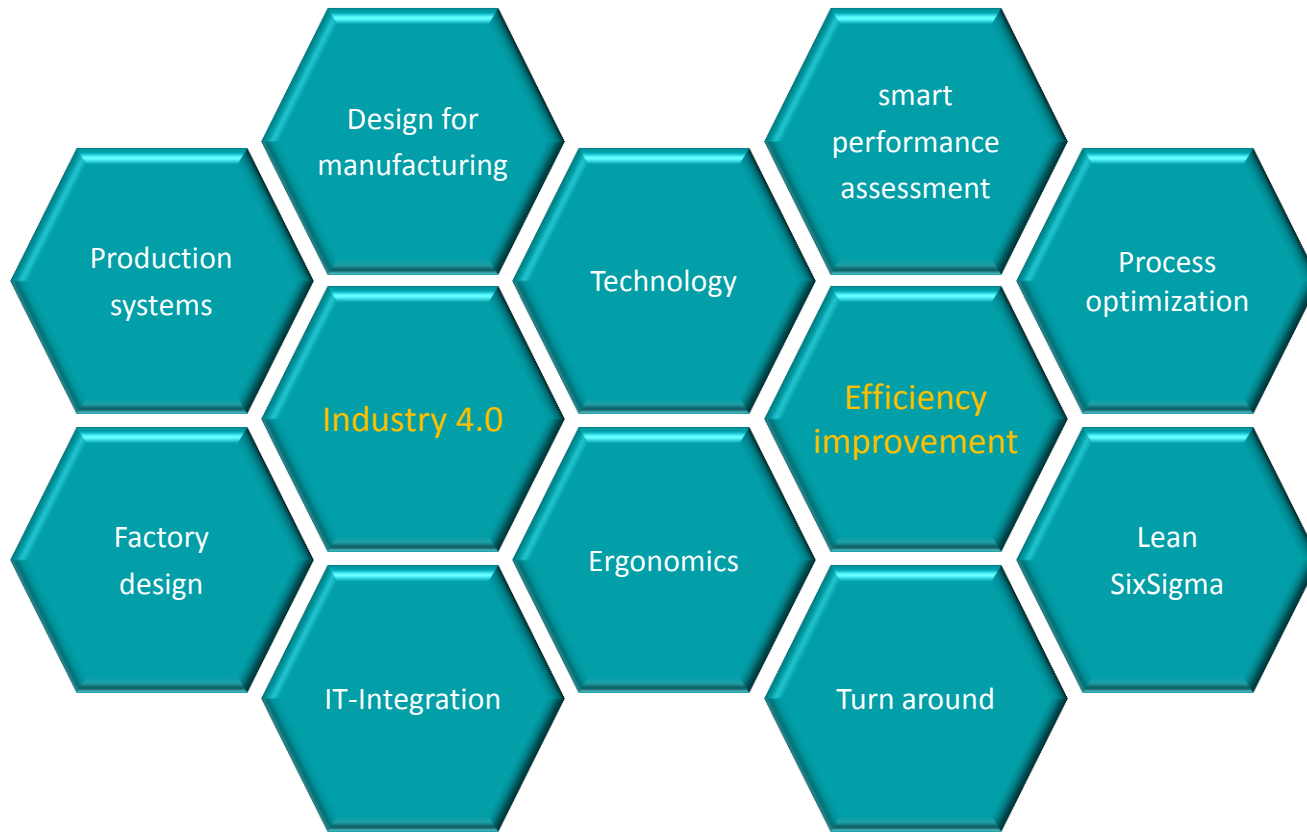 Design for
manufacturing
smart
performance
assessment
Production
systems
Technology
Process
optimization
Industry 4.0
Efficiency
improvement
Factory
design
Ergonomics
Lean
SixSigma
IT-Integration
Turn around